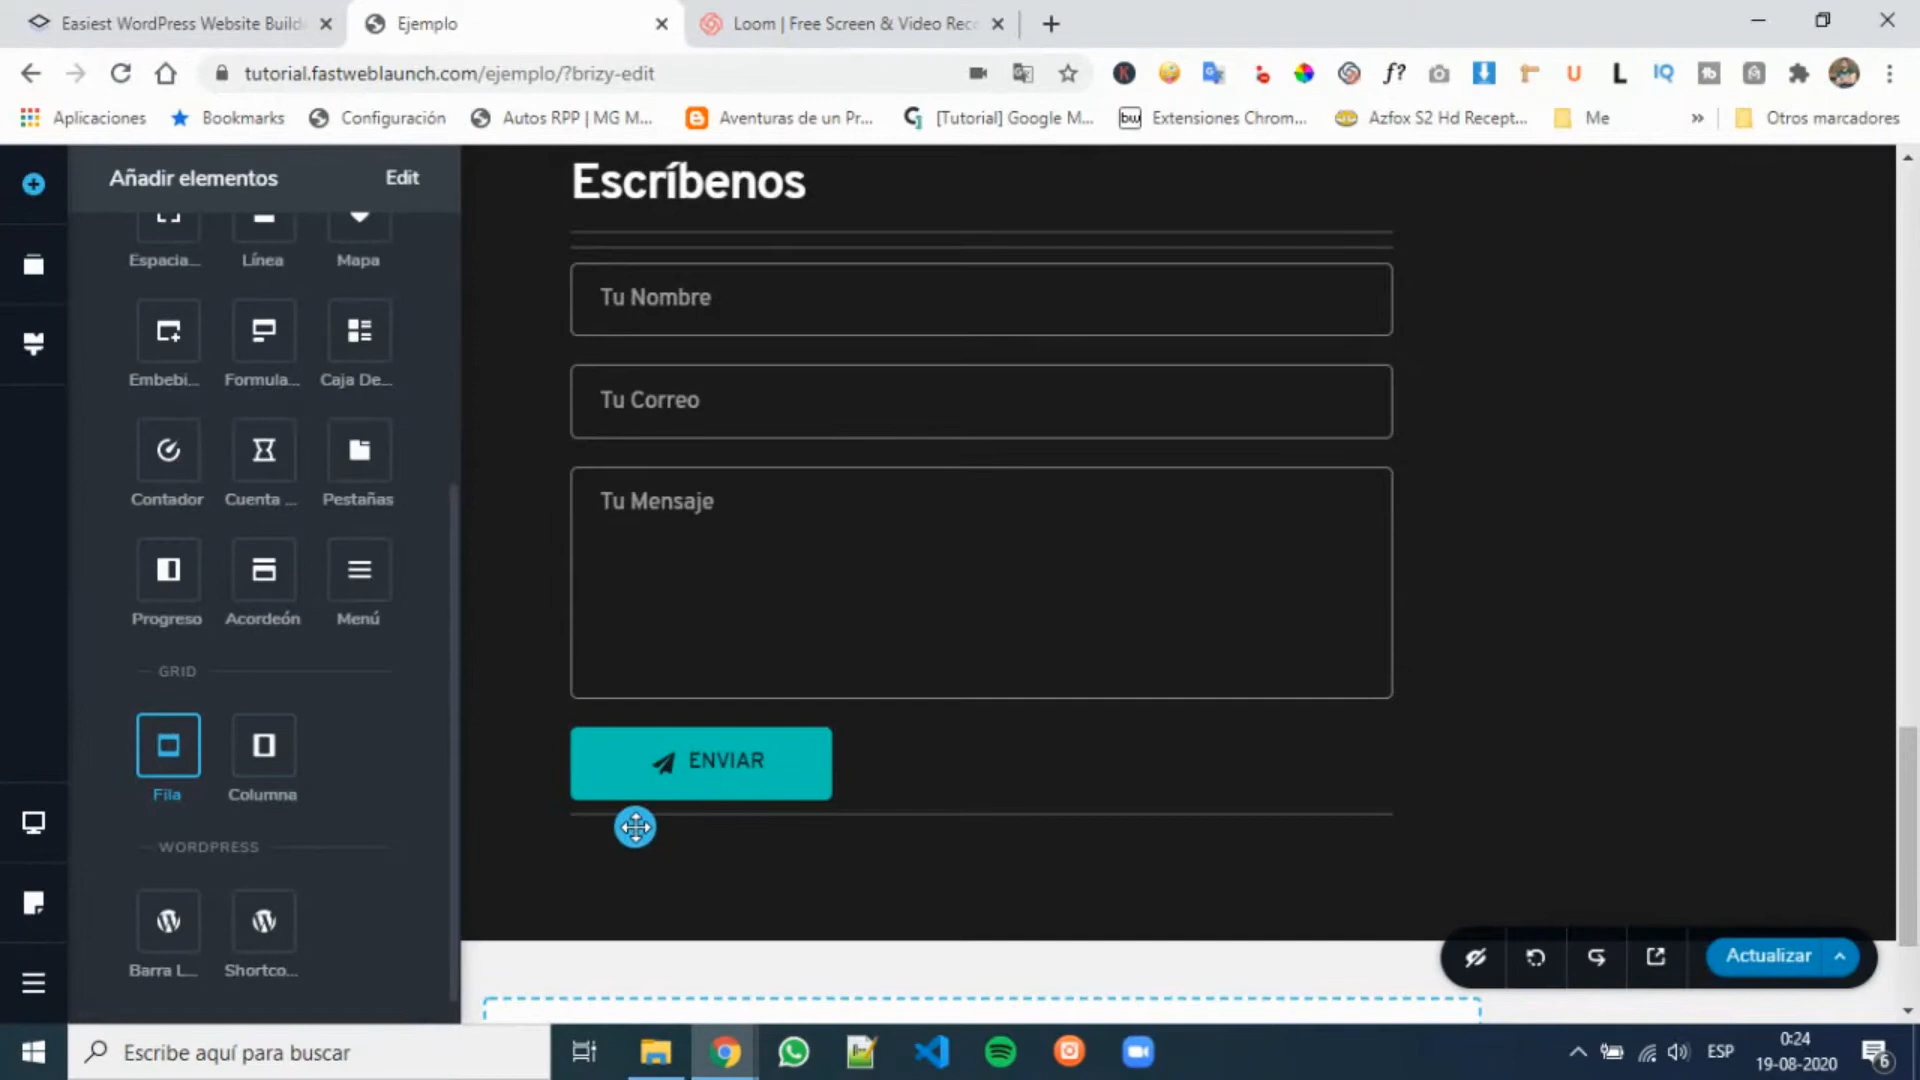 Easiest WordPress Website Builde
Ejemplo
Loom | Free Screen & Video Rec
tutorial.fastweblaunch.com/ejemplo/?brizy-edit
Aplicaciones
Bookmarks
Configuración
Autos RPP | MG M...
Aventuras de un Pr...
[Tutorial] Google M...
Extensiones Chrom...
Azfox S2 Hd Recept...
Me
Otros marcadores
Añadir elementos
Edit
Espacia...
Línea
Mapa
Embebi...
Formula...
Caja De...
Contador
Cuenta ...
Pestañas
Progreso
Acordeón
Menú
GRID
Fila
Columna
WORDPRESS
Barra L...
Shortco...
Escríbenos
Tu Nombre
Tu Correo
Tu Mensaje
ENVIAR
Actualizar
Escribe aquí para buscar
ESP
0:24
19-08-2020
6